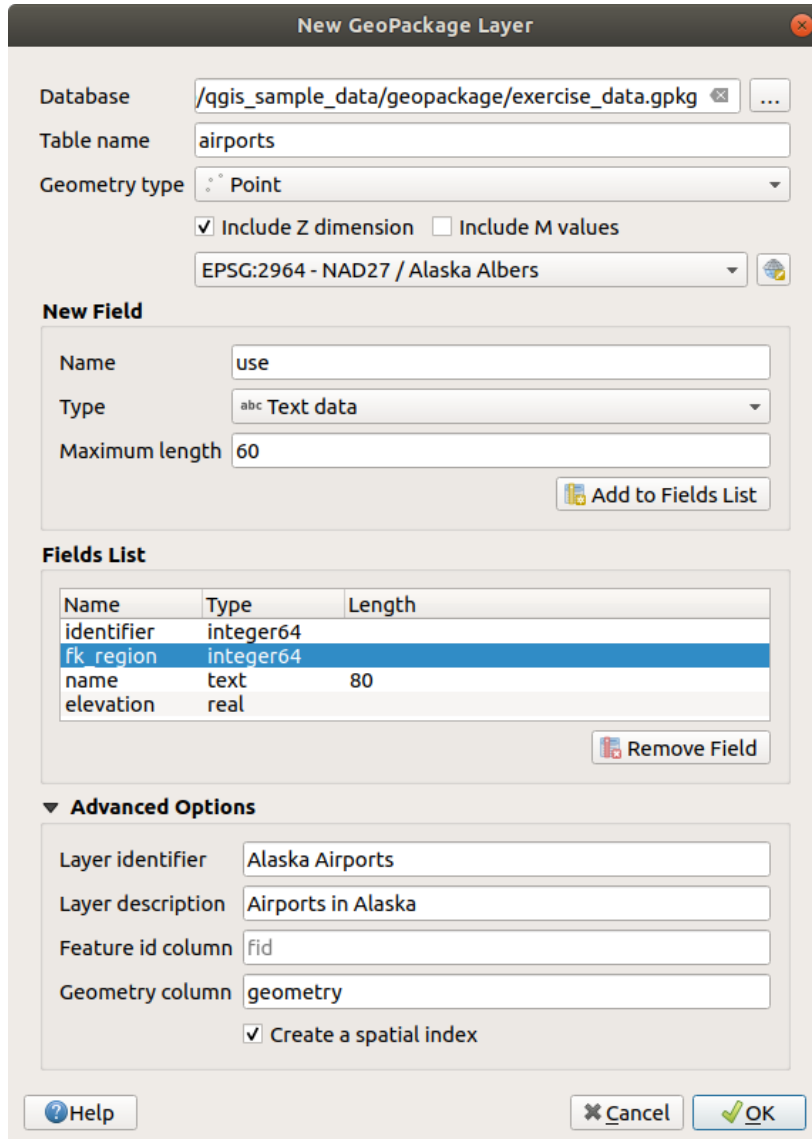 New GeoPackage Layer
Database /qgis_sample_data/geopackage/exercise_data.gpkg ...
Table name airports
Geometry type Point
Include Z dimension Include M values
EPSG:2964 - NAD27 / Alaska Albers
New Field
Name use
Type abc Text data
Maximum length 60
Add to Fields List
Fields List
Name Type Length
identifier integer64
fk_region integer64
name text 80
elevation real
Remove Field
Advanced Options
Layer identifier Alaska Airports
Layer description Airports in Alaska
Feature id column fid
Geometry column geometry
Create a spatial index
Help Cancel OK